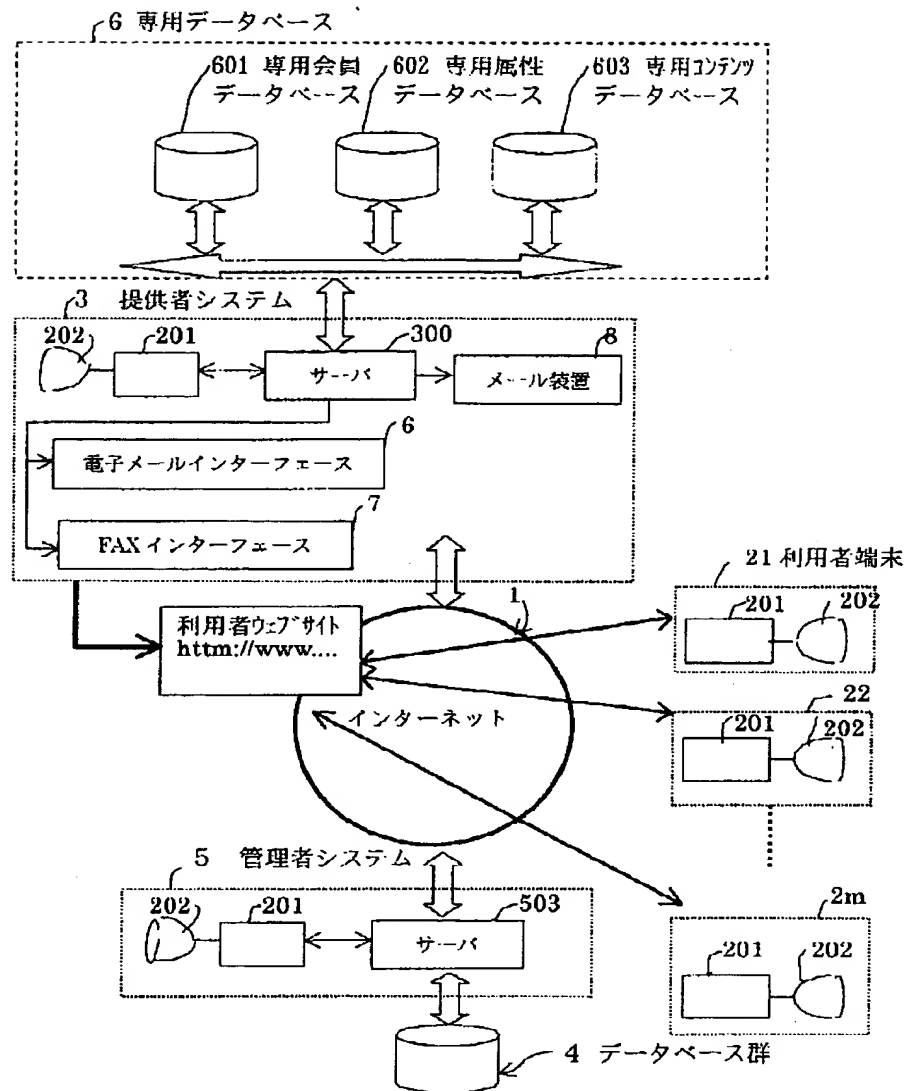 6 専用データベース
601 専用会員
データベース
602 専用属性
データベース
603 専用コンテンツ
データベース
3 提供者システム
202
201
300
サーバ
8
メール装置
6
電子メールインターフェース
7
FAXインターフェース
利用者ウェブサイト
httm://www....
1
インターネット
21 利用者端末
201
202
22
201
202
2m
201
202
5 管理者システム
202
201
503
サーバ
4 データベース群